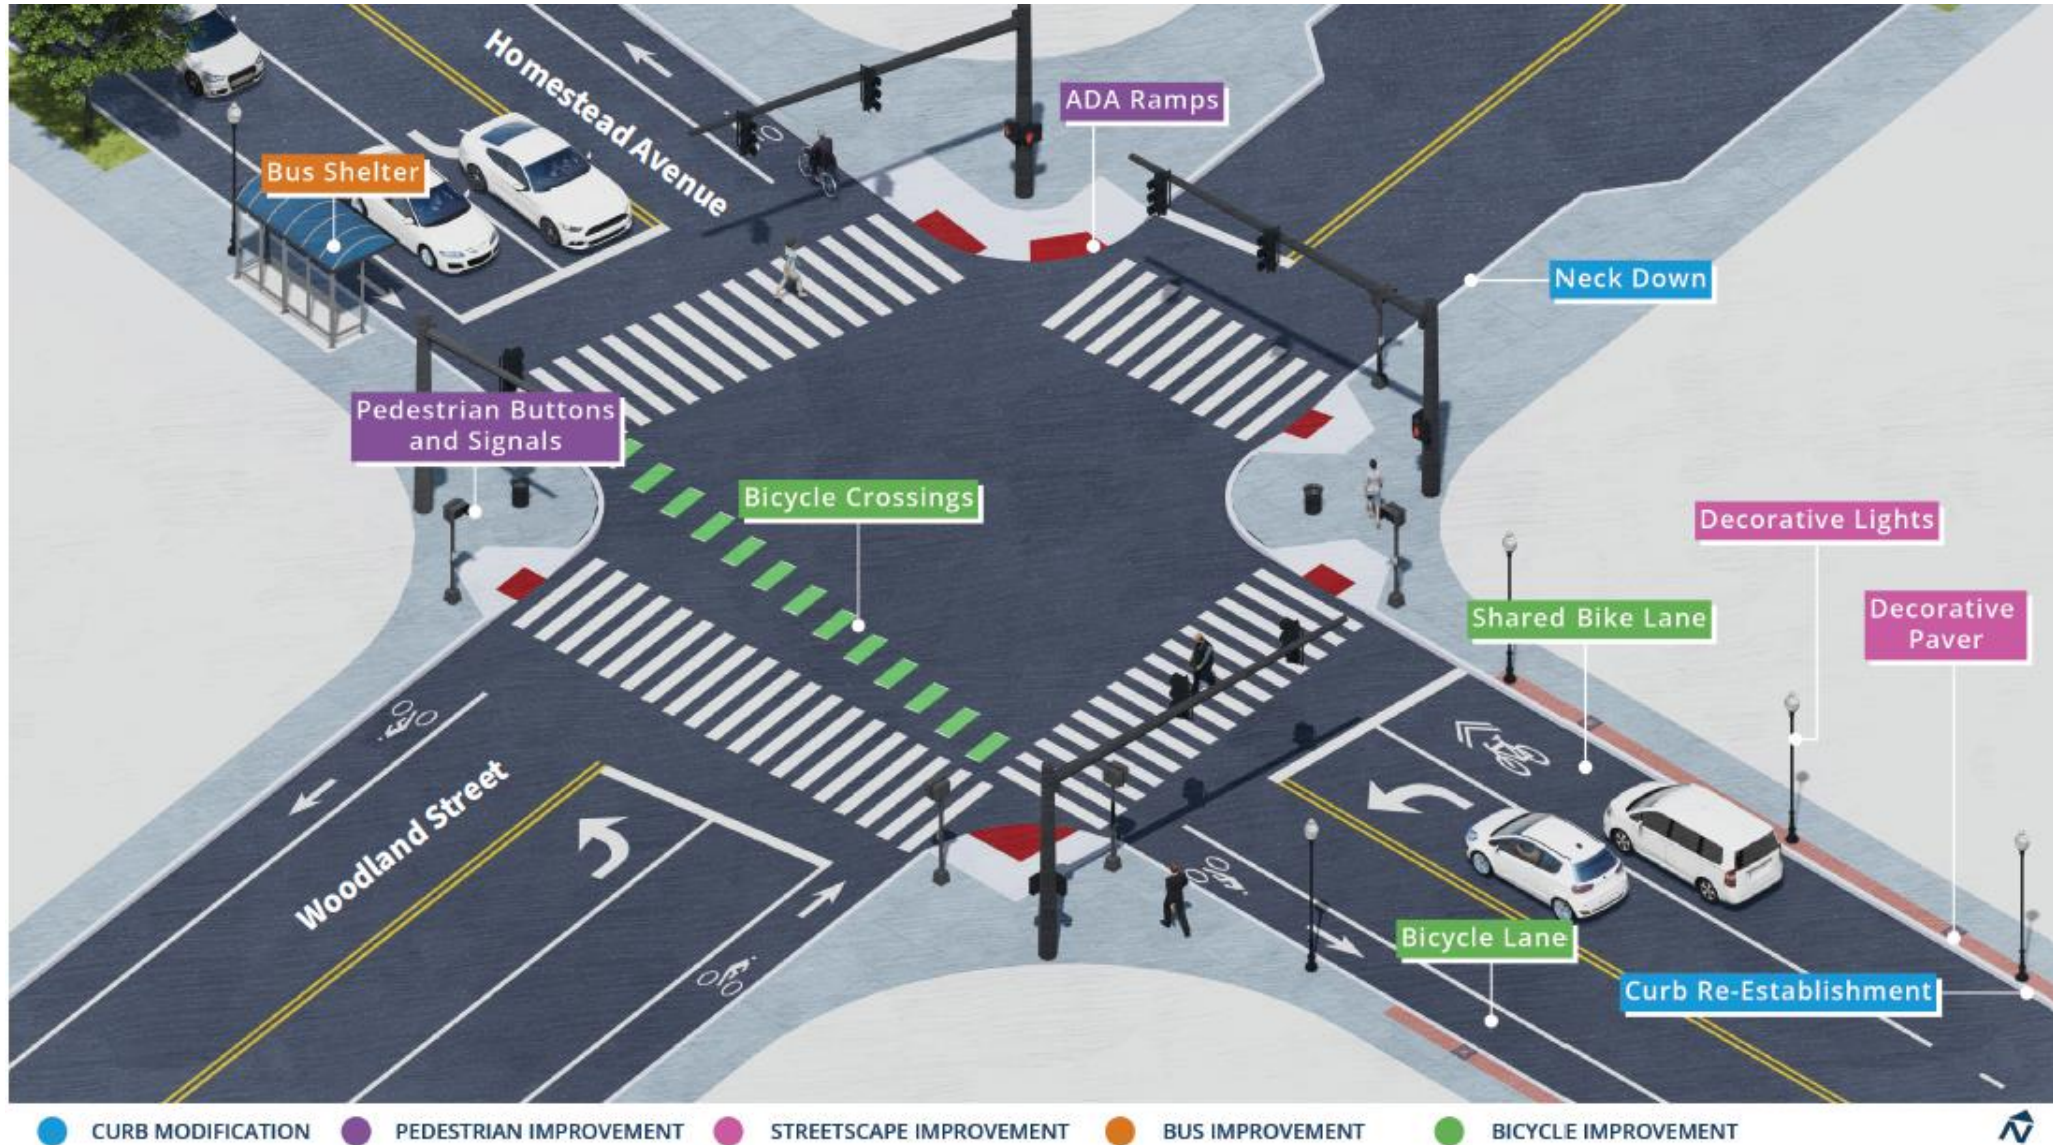 Homestead Avenue
ADA Ramps
Bus Shelter
Neck Down
Pedestrian Buttons
and Signals
Bicycle Crossings
Decorative Lights
Shared Bike Lane
Decorative
Paver
Woodland Street
Bicycle Lane
Curb Re-Establishment
CURB MODIFICATION
PEDESTRIAN IMPROVEMENT
STREETSCAPE IMPROVEMENT
BUS IMPROVEMENT
BICYCLE IMPROVEMENT